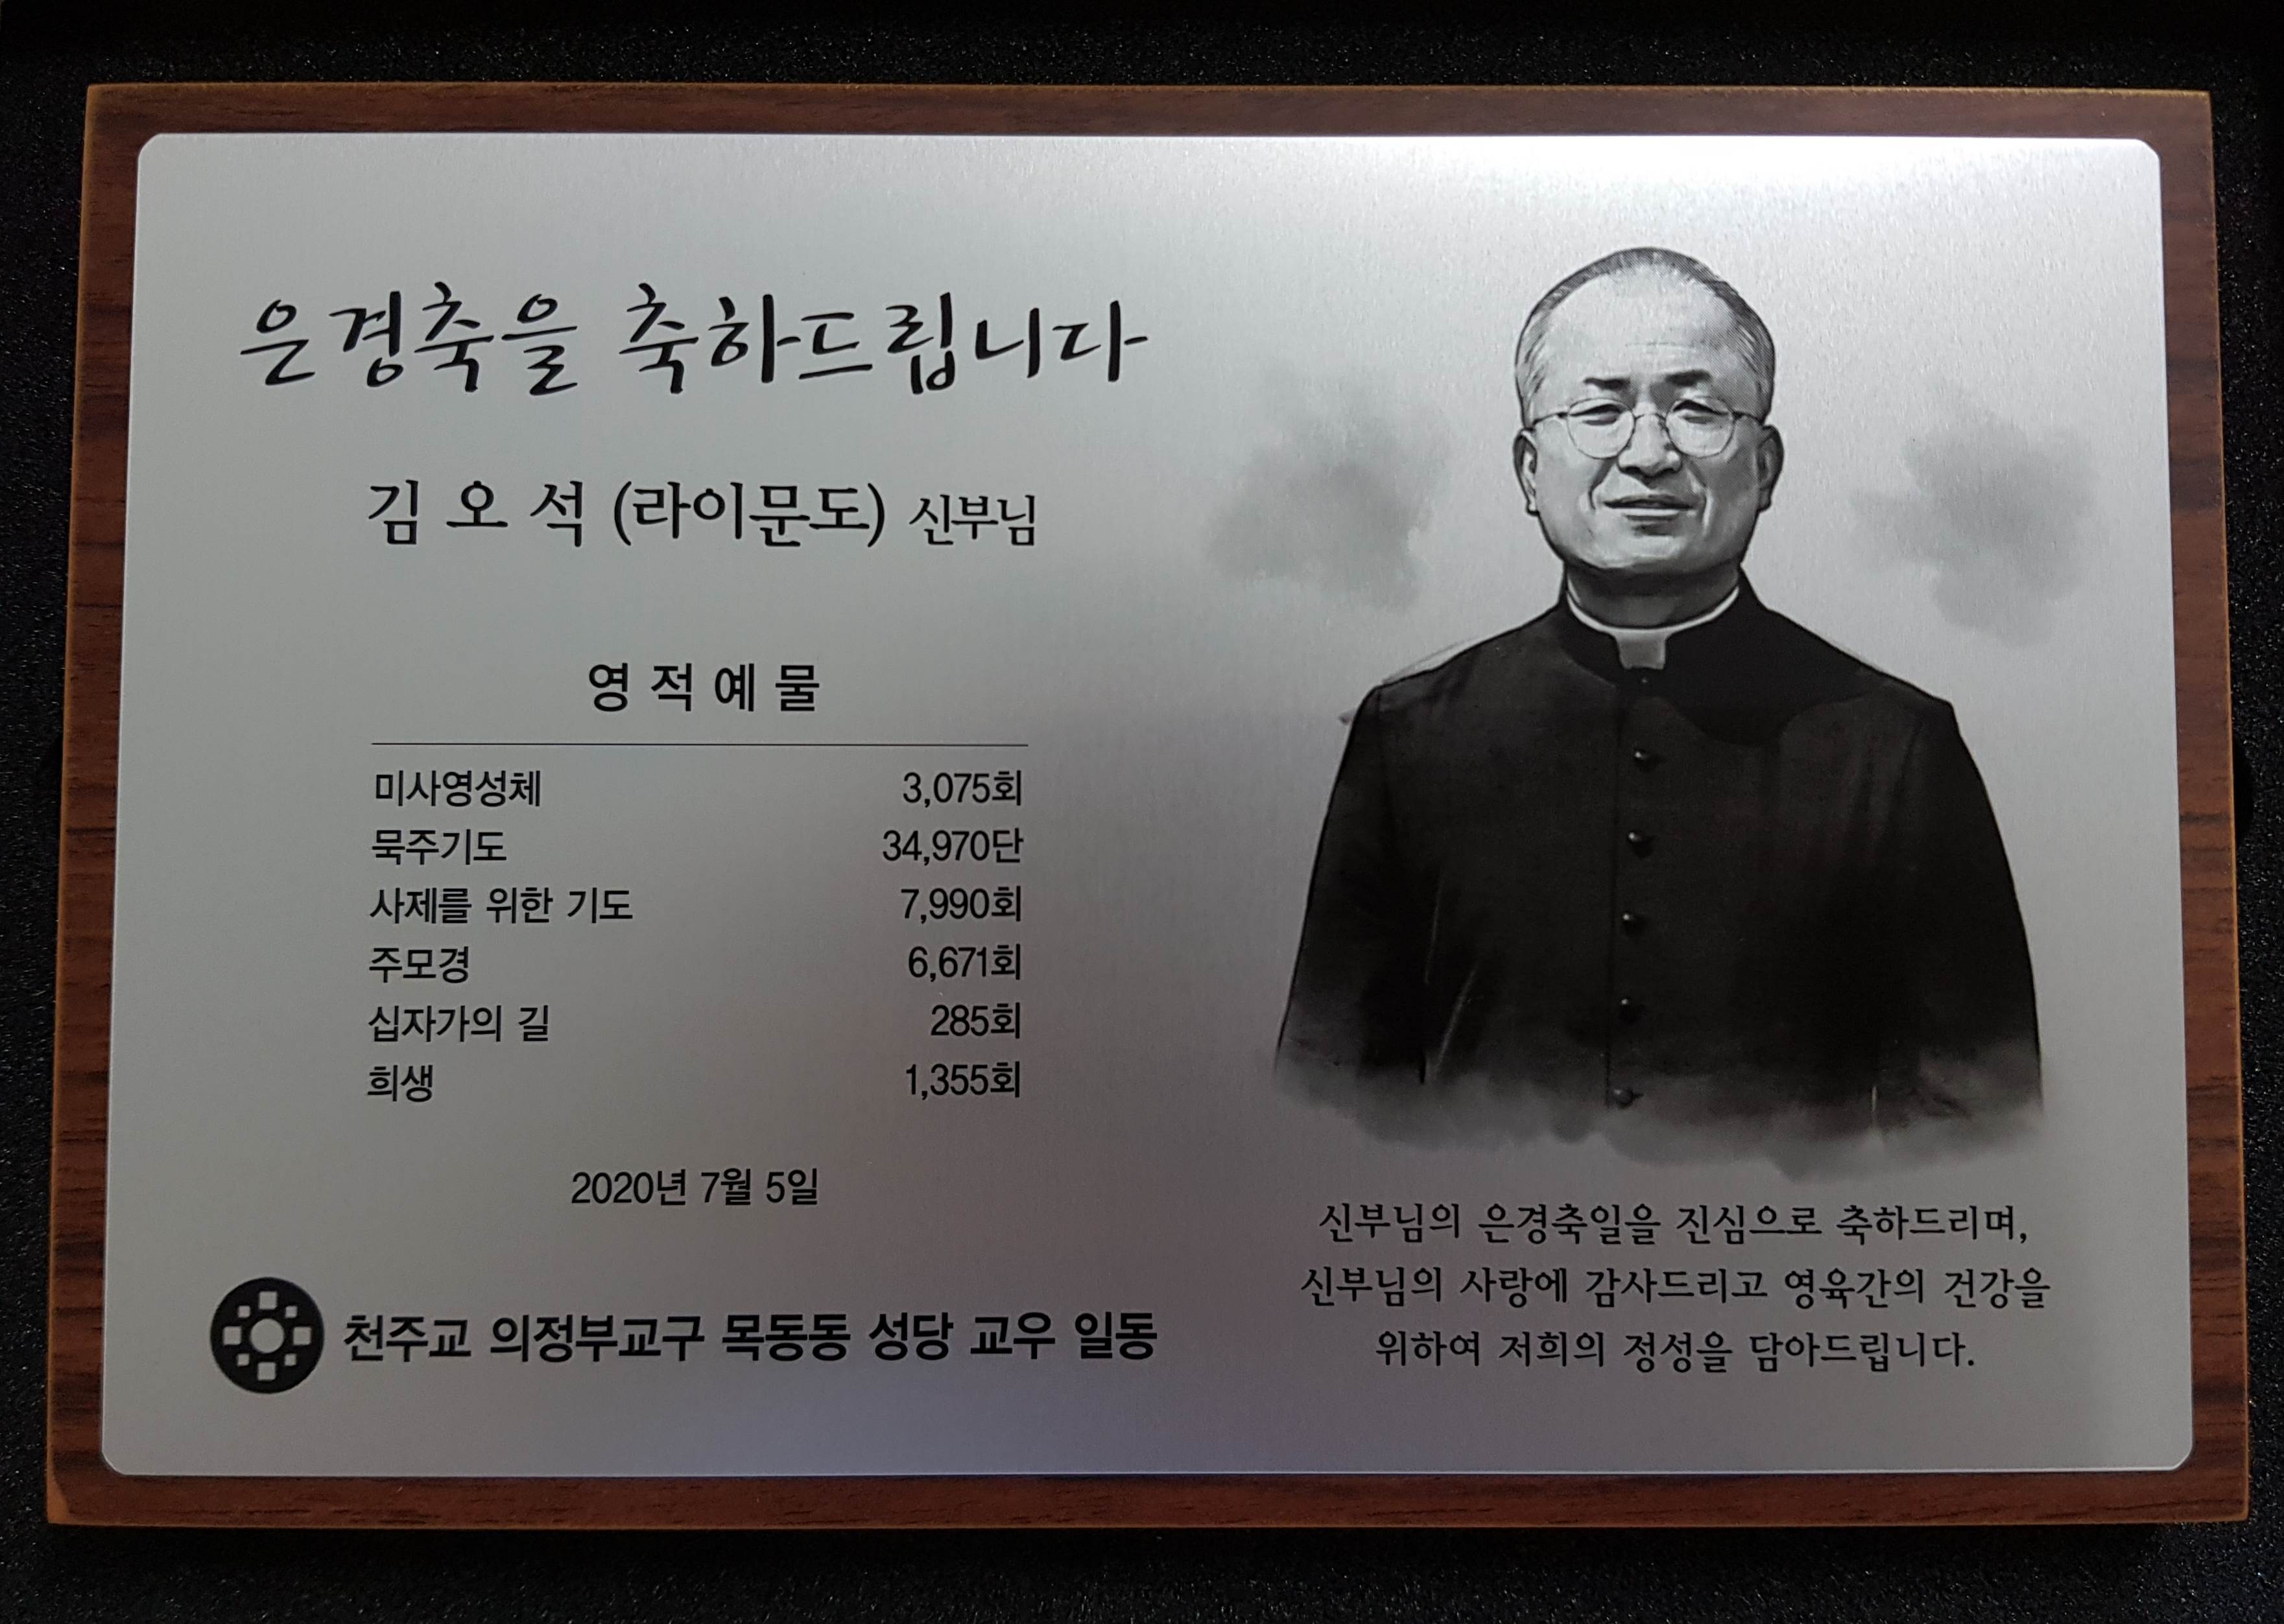 은경축을 축하드립니다
김 오 석 (라이문도) 신부님
영 적 예 물
미사영성체 3,075회
묵주기도 34,970단
사제를 위한 기도 7,990회
주모경 6,671회
십자가의 길 285회
희생 1,355회
2020년 7월 5일
천주교 의정부교구 목동동 성당 교우 일동
신부님의 은경축일을 진심으로 축하드리며,
신부님의 사랑에 감사드리고 영육간의 건강을
위하여 저희의 정성을 담아드립니다.